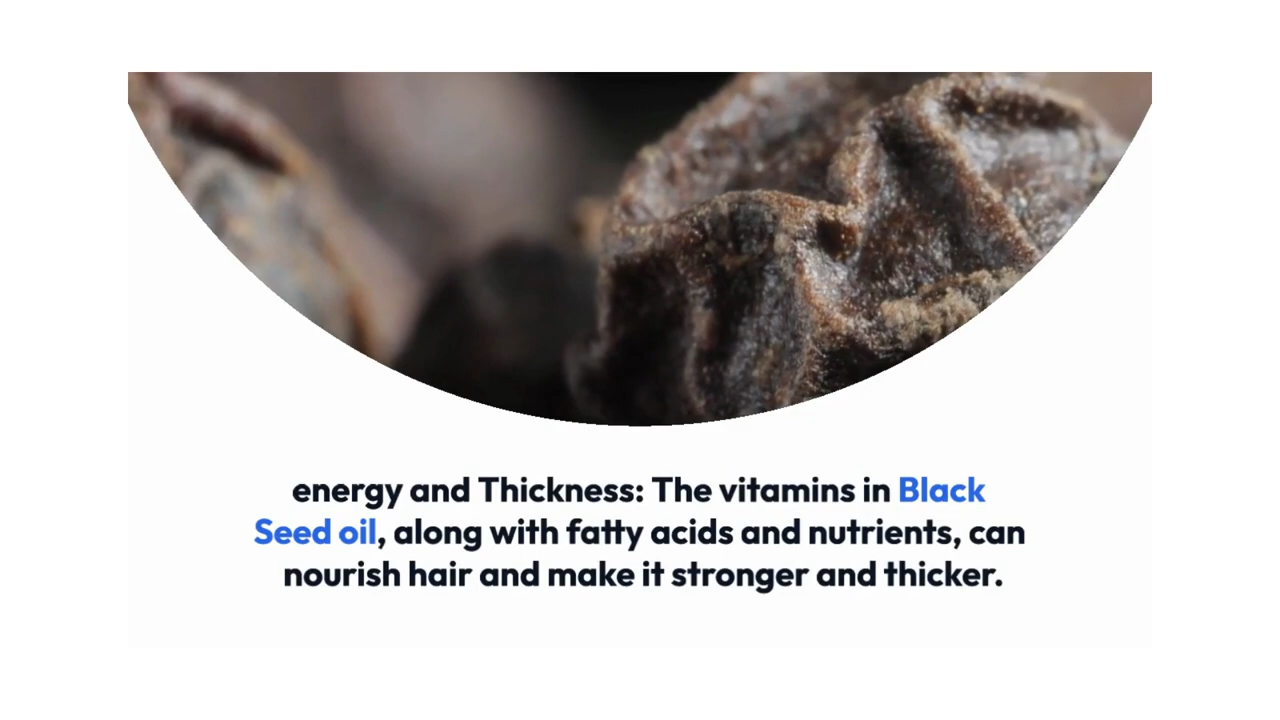 energy and Thickness: The vitamins in Black
Seed oil, along with fatty acids and nutrients, can
nourish hair and make it stronger and thicker.